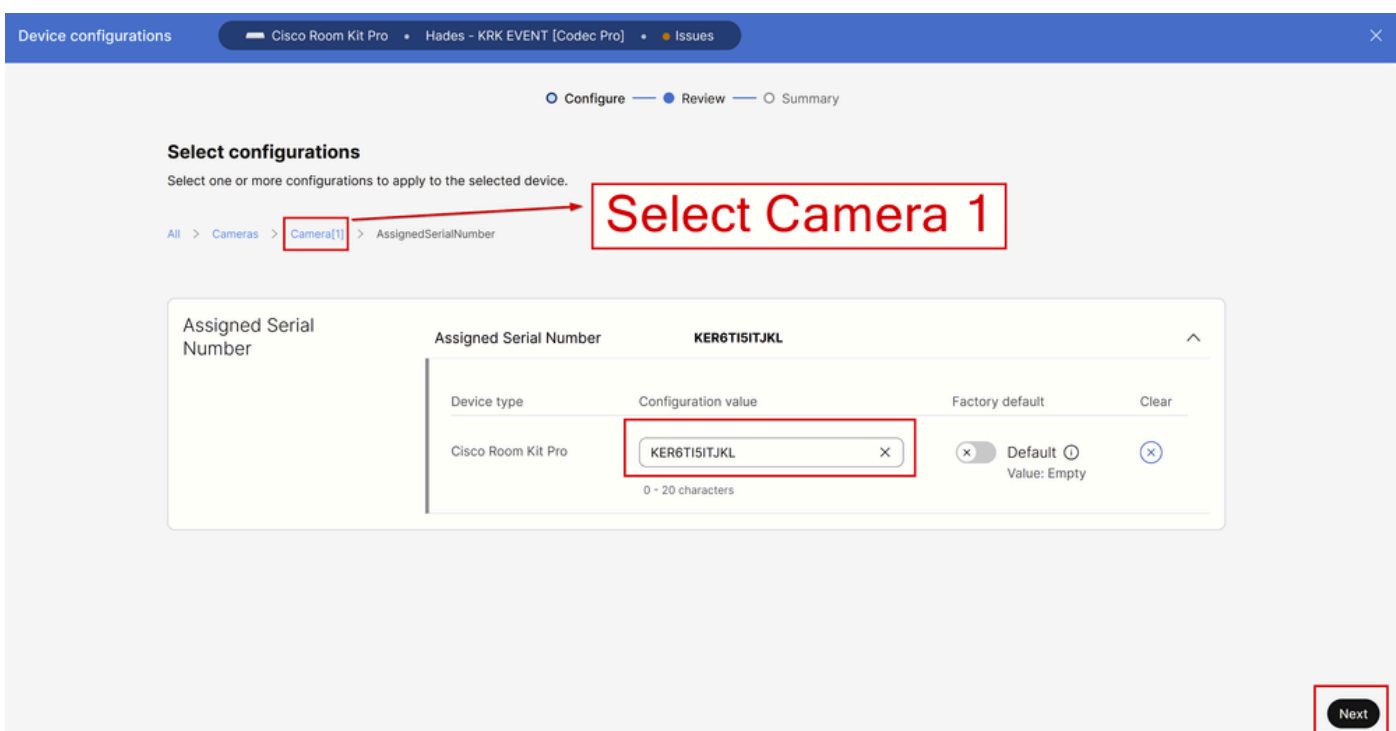 Device configurations Cisco Room Kit Pro • Hades - KRK EVENT [Codec Pro] • Issues
Configure Review Summary
Select configurations
Select one or more configurations to apply to the selected device.
Select Camera 1
All > Cameras > Camera[1] > AssignedSerialNumber
Assigned Serial
Number
Assigned Serial Number KER6TI5ITJKL
Device type Configuration value Factory default Clear
Cisco Room Kit Pro KER6TI5ITJKL Default
Value: Empty
0 - 20 characters
Next